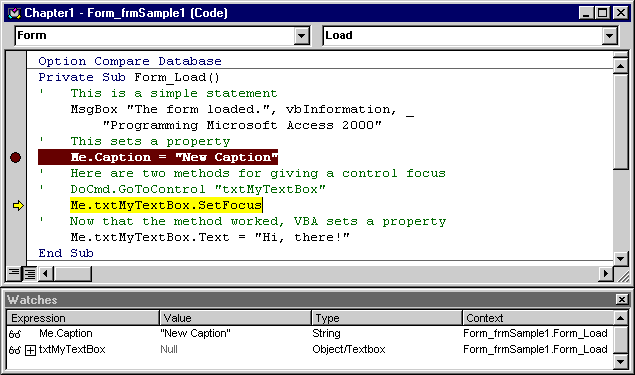 Chapter1 - Form_frmSample1 (Code)
Form Load
Option Compare Database
Private Sub Form_Load()
' This is a simple statement
MsgBox "The form loaded.", vbInformation, _
"Programming Microsoft Access 2000"
' This sets a property
Me.Caption = "New Caption"
' Here are two methods for giving a control focus
' DoCmd.GoToControl "txtMyTextBox"
Me.txtMyTextBox.SetFocus
' Now that the method worked, VBA sets a property
Me.txtMyTextBox.Text = "Hi, there!"
End Sub
Watches
Expression Value Type Context
Me.Caption "New Caption" String Form_frmSample1.Form_Load
txtMyTextBox Null Object/Textbox Form_frmSample1.Form_Load